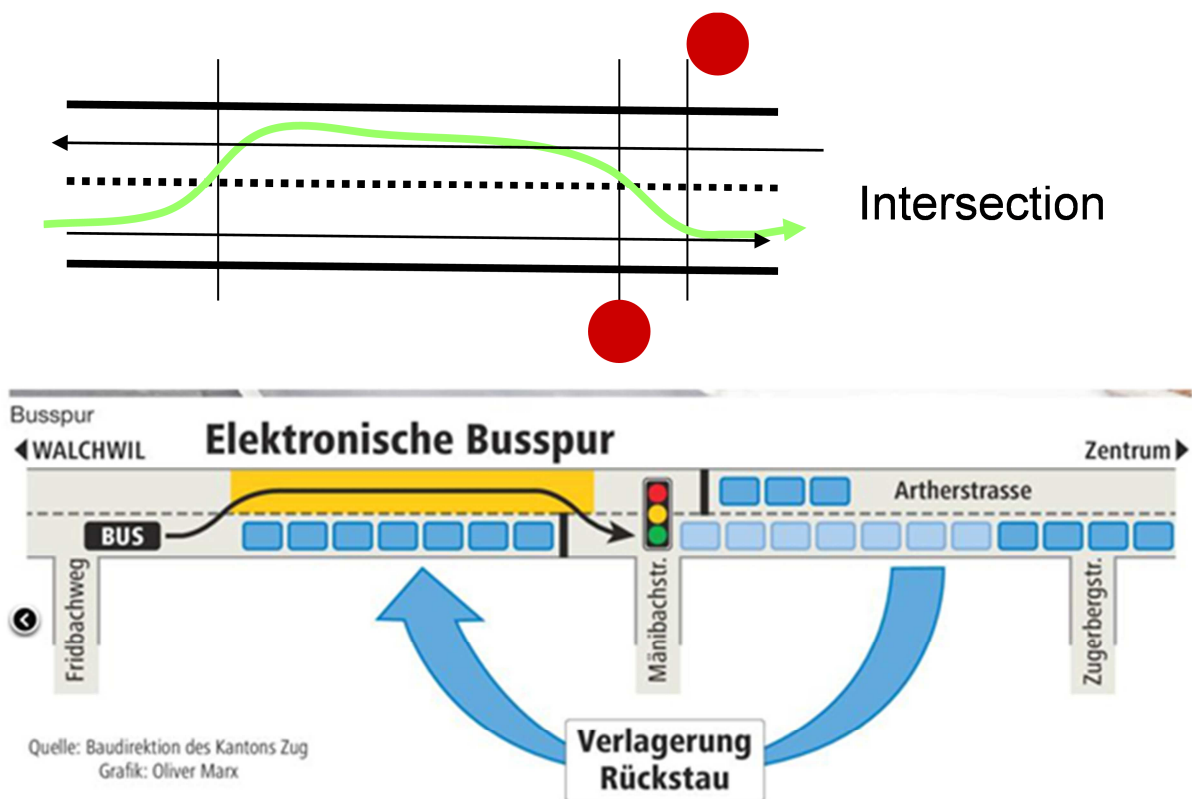 Intersection
Busspur
WALCHWIL
Elektronische Busspur
Zentrum
Artherstrasse
BUS
Fridbachweg
Mänibachstr.
Zugerbergstr.
Verlagerung
Rückstau
Quelle: Baudirektion des Kantons Zug
Grafik: Oliver Marx